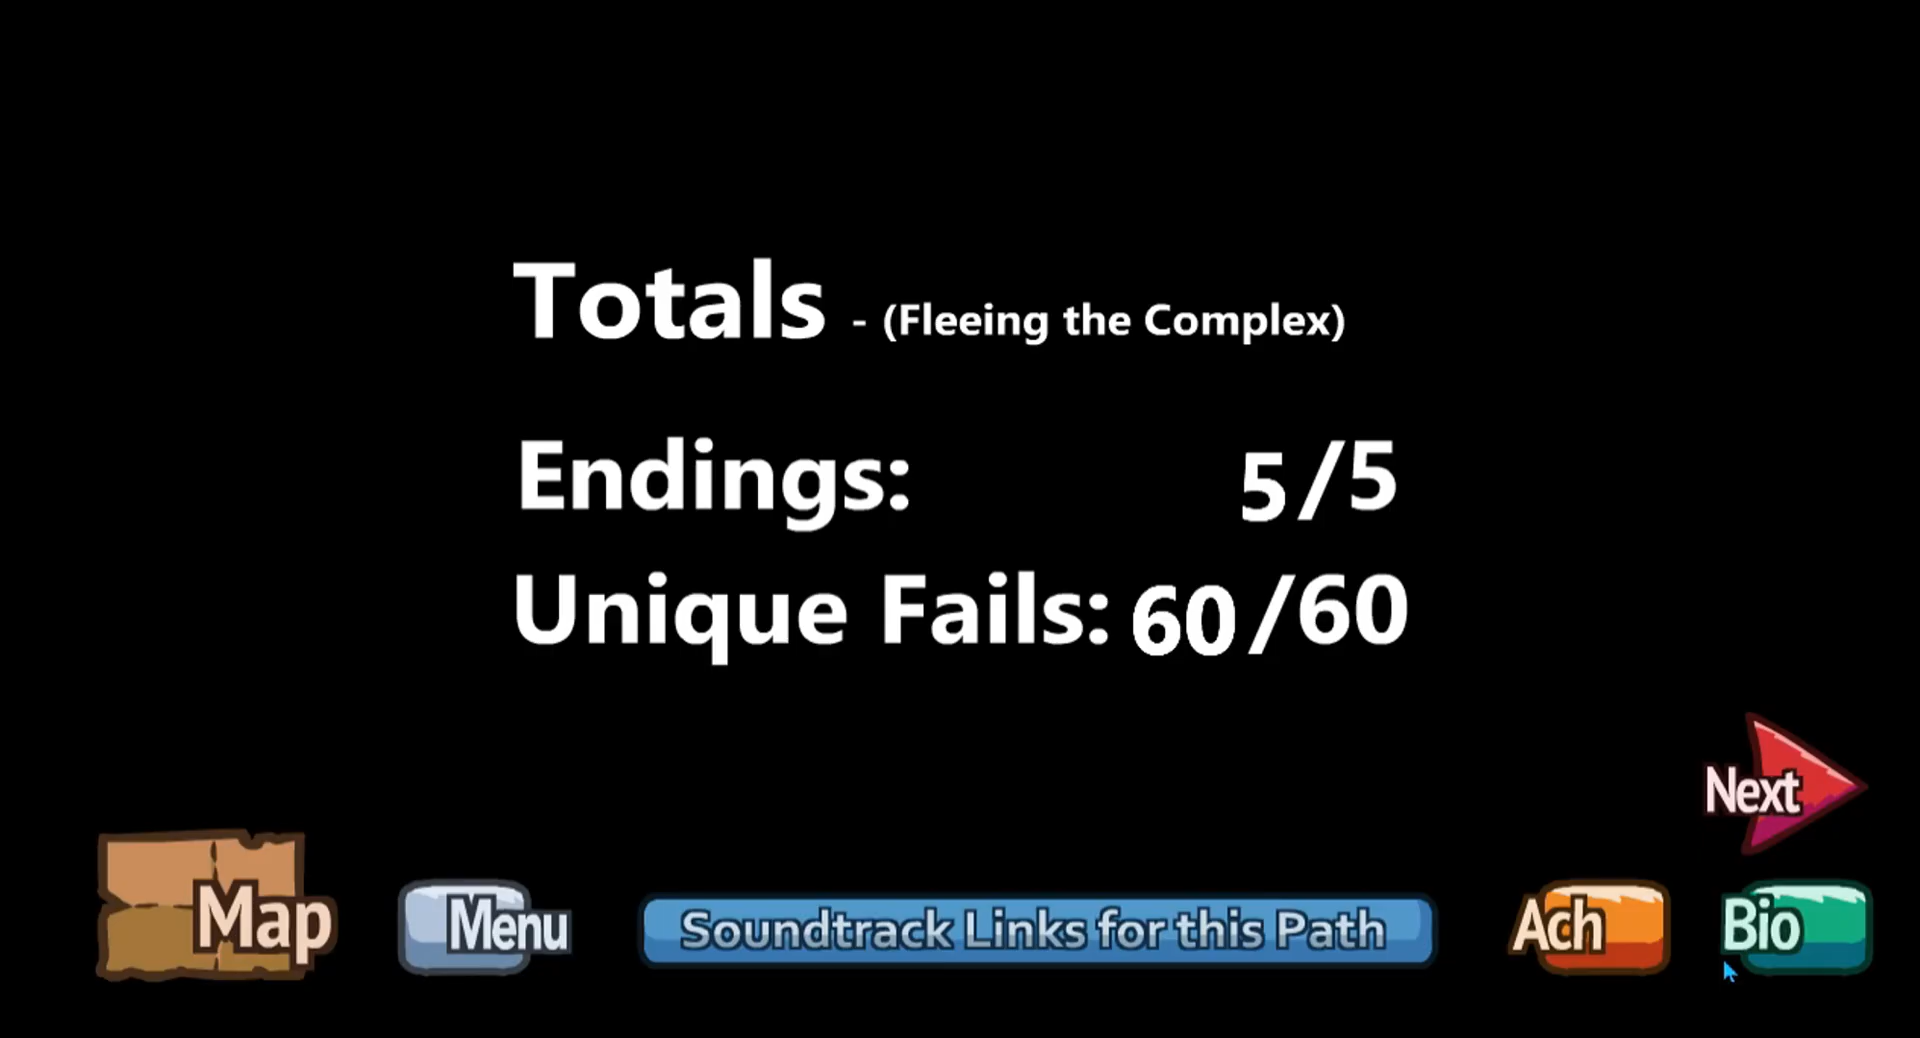 Totals - (Fleeing the Complex)
Endings: 5/5
Unique Fails: 60/60
Next
Map
Menu
Soundtrack Links for this Path
Ach
Bio